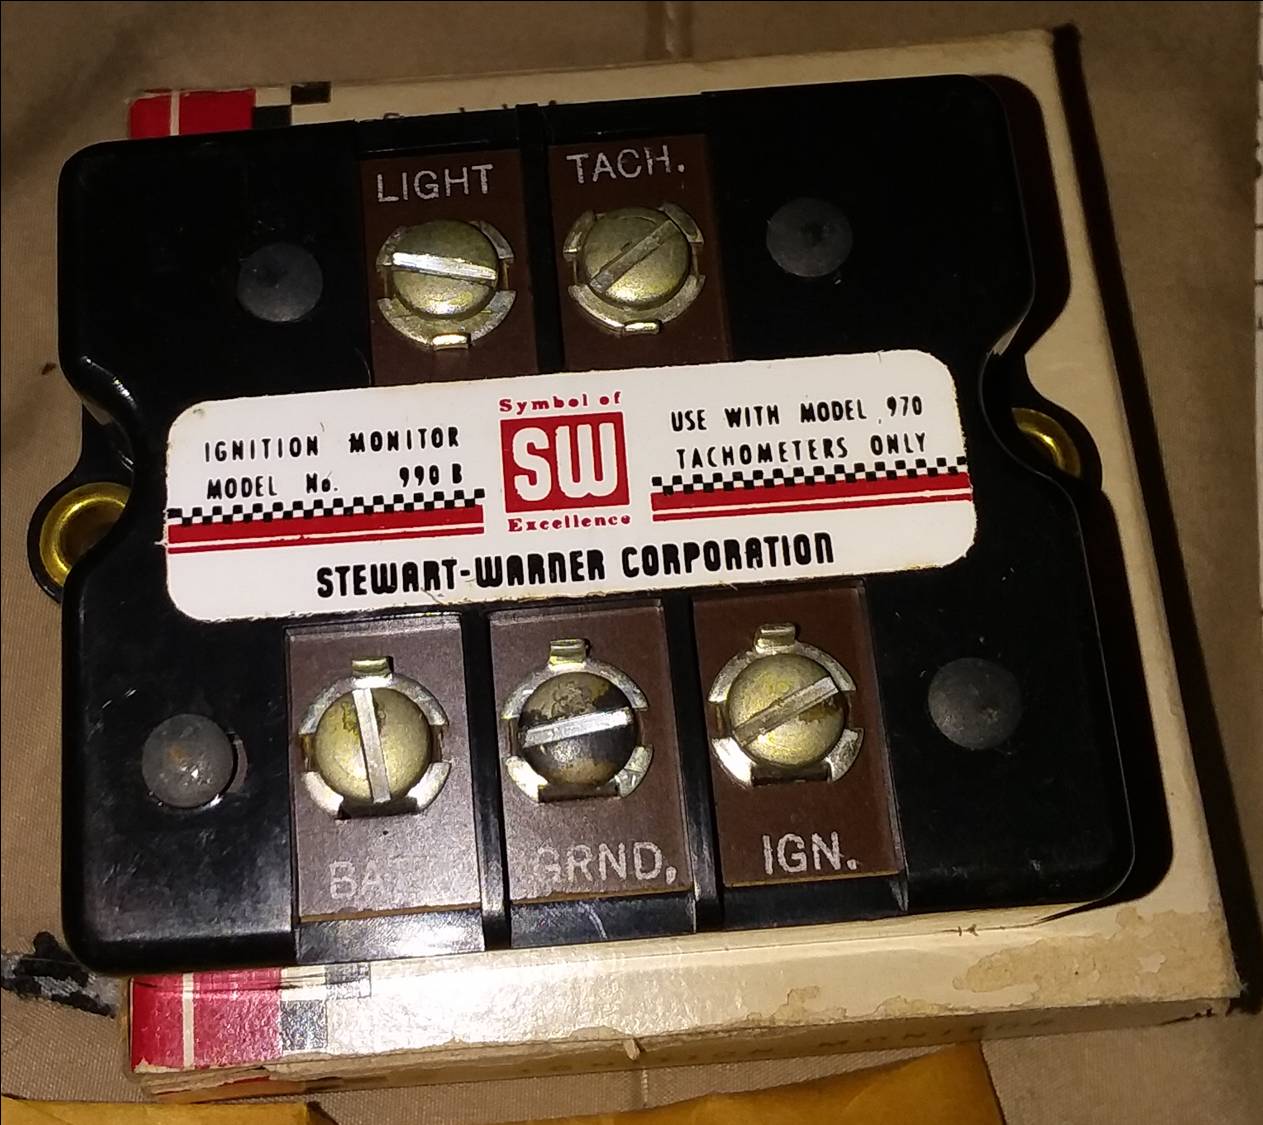 LIGHT
TACH.
IGNITION MONITOR
MODEL No. 990 B
Symbol of
SW
Excellence
USE WITH MODEL 970
TACHOMETERS ONLY
STEWART-WARNER CORPORATION
GRND.
IGN.